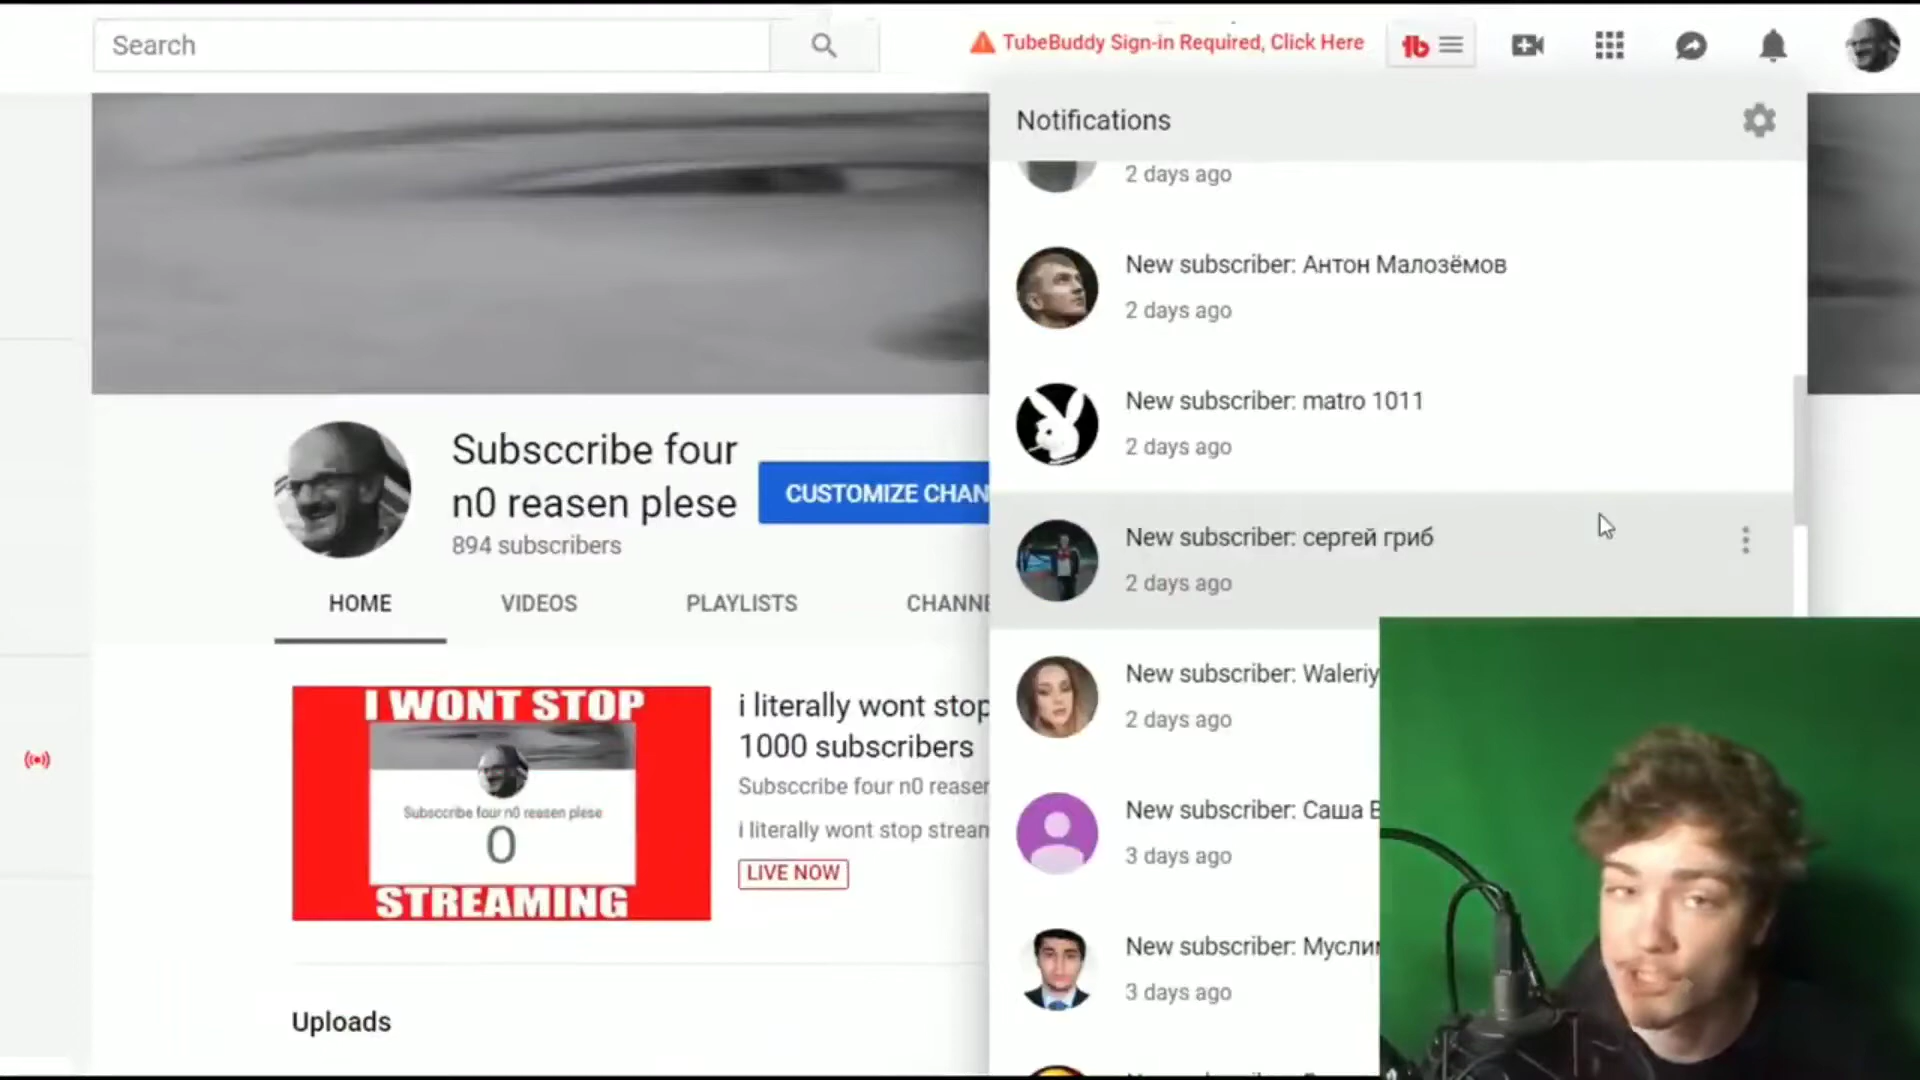 Search
TubeBuddy Sign-in Required, Click Here
tb
Notifications
2 days ago
New subscriber: Антон Малозёмов
2 days ago
New subscriber: matro 1011
2 days ago
New subscriber: сергей гриб
2 days ago
New subscriber: Waleriy
2 days ago
New subscriber: Саша В
3 days ago
New subscriber: Мусли
3 days ago
Subsccribe four
n0 reasen plese
894 subscribers
CUSTOMIZE CHAN
HOME
VIDEOS
PLAYLISTS
CHANNE
I WONT STOP
Subsccribe four n0 reasen plese
0
STREAMING
i literally wont stop
1000 subscribers
Subsccribe four n0 reasen
i literally wont stop stream
LIVE NOW
Uploads